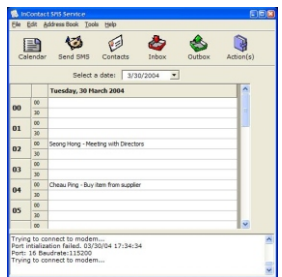 InContact SMS Service
File Edit Address Book Tools Help
Calendar Send SMS Contacts Inbox Outbox Action(s)
Select a date: 3/30/2004
Tuesday, 30 March 2004
00 00
30
01 00
30
02 00 Seong Hong - Meeting with Directors
30
03 00
30
04 00 Cheau Ping - Buy item from supplier
30
05 00
30
00
Trying to connect to modem...
Port initialization failed. 03/30/04 17:34:34
Port: 16 Baudrate:115200
Trying to connect to modem...